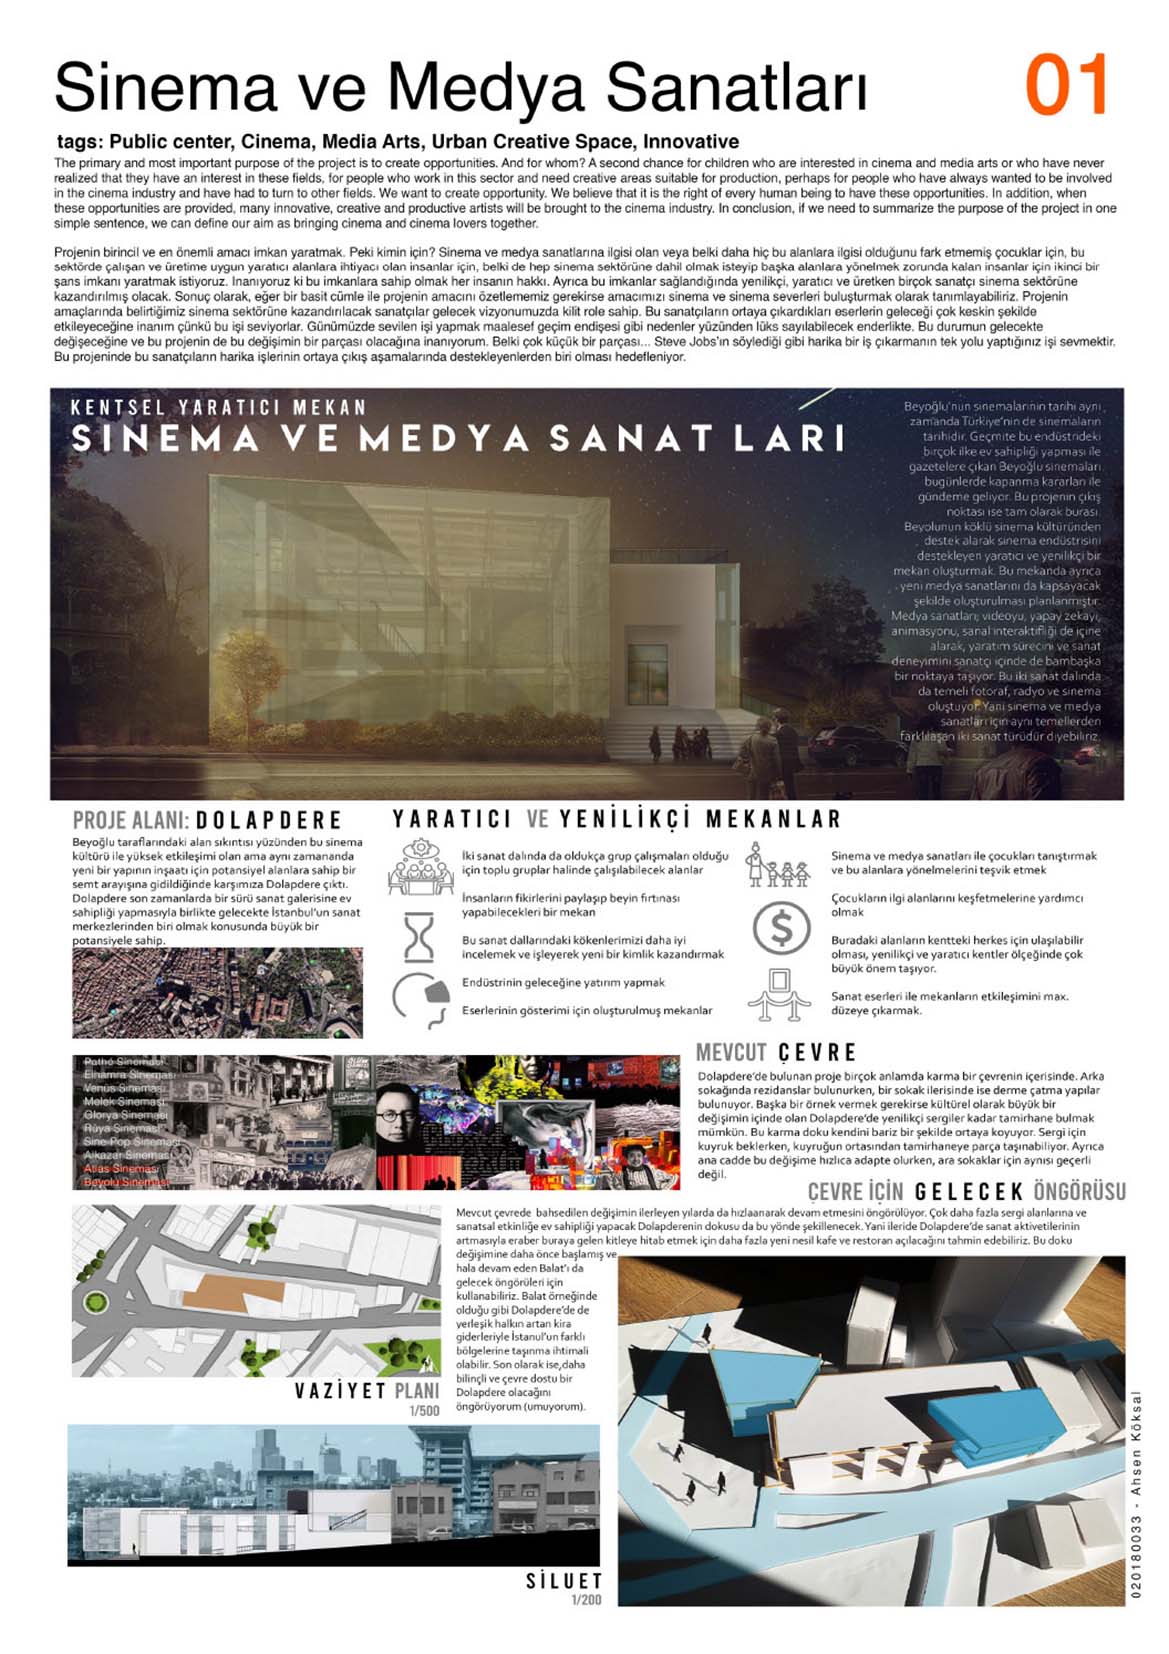 Sinema ve Medya Sanatları
01
tags: Public center, Cinema, Media Arts, Urban Creative Space, Innovative
The primary and most important purpose of the project is to create opportunities. And for whom? A second chance for children who are interested in cinema and media arts or who have never
realized that they have an interest in these fields, for people who work in this sector and need creative areas suitable for production, perhaps for people who have always wanted to be involved
in the cinema industry and have had to turn to other fields. We want to create opportunity. We believe that it is the right of every human being to have these opportunities. In addition, when
these opportunities are provided, many innovative, creative and productive artists will be brought to the cinema industry. In conclusion, if we need to summarize the purpose of the project in one
simple sentence, we can define our aim as bringing cinema and cinema lovers together.
Projenin birincil ve en önemli amacı imkan yaratmak. Peki kimin için? Sinema ve medya sanatlarına ilgisi olan veya belki daha hiç bu alanlara ilgisi olduğunu fark etmemiş çocuklar için, bu
sektörde çalışan ve üretime uygun yaratıcı alanlara ihtiyacı olan insanlar için, belki de hep sinema sektörüne dahil olmak isteyip başka alanlara yönelmek zorunda kalan insanlar için ikinci bir
şans imkanı yaratmak istiyoruz. Inanıyoruz ki bu imkanlara sahip olmak her insanın hakkı. Ayrıca bu imkanlar sağlandığında yenilikçi, yaratıcı ve üretken birçok sanatçı sinema sektörüne
kazandırılmış olacak. Sonuç olarak, eğer bir basit cümle ile projenin amacını özetlememiz gerekirse amacımızı sinema ve sinema severleri buluşturmak olarak tanımlayabiliriz. Projenin
amaçlarında belirtiğimiz sinema sektörüne kazandırılacak sanatçılar gelecek vizyonumuzda kilit role sahip. Bu sanatçıların ortaya çıkardıkları eserlerin geleceği çok keskin şekilde
etkileyeceğine inanım çünkü bu işi seviyorlar. Günümüzde sevilen işi yapmak maalesef geçim endişesi gibi nedenler yüzünden lüks sayılabilecek enderlikte. Bu durumun gelecekte
değişeceğine ve bu projenin de bu değişimin bir parçası olacağına inanıyorum. Belki çok küçük bir parçası... Steve Jobs'ın söylediği gibi harika bir iş çıkarmanın tek yolu yaptığınız işi sevmektir.
Bu projeninde bu sanatçıların harika işlerinin ortaya çıkış aşamalarında destekleyenlerden biri olması hedefleniyor.
KENTSEL YARATICI MEKAN
SINEMA VE MEDYA SANATLARI
Beyoğlu'nun sinemalarının tarihi aynı
zamanda Türkiye'nin de sinemaların
tarihidir. Geçmite bu endüstrideki
birçok ilke ev sahipliği yapması ile
gazetelere çıkan Beyoğlu sinemaları
bugünlerde kapanma kararları ile
gündeme geliyor. Bu projenin çıkış
noktası ise tam olarak burası.
Beyolunun köklü sinema kültüründen
destek alarak sinema endüstrisini
destekleyen yaratıcı ve yenilikçi bir
mekan oluşturmak. Bu mekanda ayrıca
yeni medya sanatlarını da kapsayacak
şekilde oluşturulması planlanmıştır.
Medya sanatları; videoyu, yapay zekayı,
animasyonu, sanal interaktifliği de içine
alarak, yaratım sürecini ve sanat
deneyimini sanatçı içinde de bambaşka
bir noktaya taşıyor. Bu iki sanat dalında
da temeli fotoraf, radyo ve sinema
oluştuyor. Yani sinema ve medya
sanatları için aynı temellerden
farklılaşan iki sanat türüdür diyebiliriz.
PROJE ALANI: DOLAPDERE
Beyoğlu taraflarındaki alan sıkıntısı yüzünden bu sinema
kültürü ile yüksek etkileşimi olan ama aynı zamananda
yeni bir yapının inşaatı için potansiyel alanlara sahip bir
semt arayışına gidildiğinde karşımıza Dolapdere çıktı.
Dolapdere son zamanlarda bir sürü sanat galerisine ev
sahipliği yapmasıyla birlikte gelecekte İstanbul'un sanat
merkezlerinden biri olmak konusunda büyük bir
potansiyele sahip.
YARATICI VE YENİLİKÇİ MEKANLAR
İki sanat dalında da oldukça grup çalışmaları olduğu
için toplu gruplar halinde çalışılabilecek alanlar
İnsanların fikirlerini paylaşıp beyin fırtınası
yapabilecekleri bir mekan
Bu sanat dallarındaki kökenlerimizi daha iyi
incelemek ve işleyerek yeni bir kimlik kazandırmak
Endüstrinin geleceğine yatırım yapmak
Eserlerinin gösterimi için oluşturulmuş mekanlar
$
Sinema ve medya sanatları ile çocukları tanıştırmak
ve bu alanlara yönelmelerini teşvik etmek
Çocukların ilgi alanlarını keşfetmelerine yardımcı
olmak
Buradaki alanların kentteki herkes için ulaşılabilir
olması, yenilikçi ve yaratıcı kentler ölçeğinde çok
büyük önem taşıyor.
Sanat eserleri ile mekanların etkileşimini max.
düzeye çıkarmak.
Pathé Sineması
Elhamra Sineması
Venüs Sineması
Melek Sineması
Glorya Sineması
Rüya Sineması
Sine-Pop Sineması
Alkazar Sineması
Atlas Sineması
Beyolu Sineması
MEVCUT ÇEVRE
Dolapdere'de bulunan proje birçok anlamda karma bir çevrenin içerisinde. Arka
sokağında rezidanslar bulunurken, bir sokak ilerisinde ise derme çatma yapılar
bulunuyor. Başka bir örnek vermek gerekirse kültürel olarak büyük bir
değişimin içinde olan Dolapdere'de yenilikçi sergiler kadar tamirhane bulmak
mümkün. Bu karma doku kendini bariz bir şekilde ortaya koyuyor. Sergi için
kuyruk beklerken, kuyruğun ortasından tamirhaneye parça taşınabiliyor. Ayrıca
ana cadde bu değişime hızlıca adapte olurken, ara sokaklar için aynısı geçerli
değil.
ÇEVRE İÇİN GELECEK ÖNGÖRÜSU
Mevcut çevrede bahsedilen değişimin ilerleyen yılarda da hızlaanarak devam etmesini öngörülüyor. Çok daha fazla sergi alanlarına ve
sanatsal etkinliğe ev sahipliği yapacak Dolapderenin dokusu da bu yönde şekillenecek. Yani ileride Dolapdere'de sanat aktivetilerinin
artmasıyla eraber buraya gelen kitleye hitab etmek için daha fazla yeni nesil kafe ve restoran açılacağını tahmin edebiliriz. Bu doku
değişimine daha önce başlamış ve
hala devam eden Balat'ı da
gelecek öngörüleri için
kullanabiliriz. Balat örneğinde
olduğu gibi Dolapdere'de de
yerleşik halkın artan kira
giderleriyle İstanul'un farklı
bölgelerine taşınma ihtimali
olabilir. Son olarak ise,daha
bilinçli ve çevre dostu bir
Dolapdere olacağını
öngörüyorum (umuyorum).
VAZİYET PLANI
1/500
SİLUET
1/200
020180033 - Ahsen Köksal